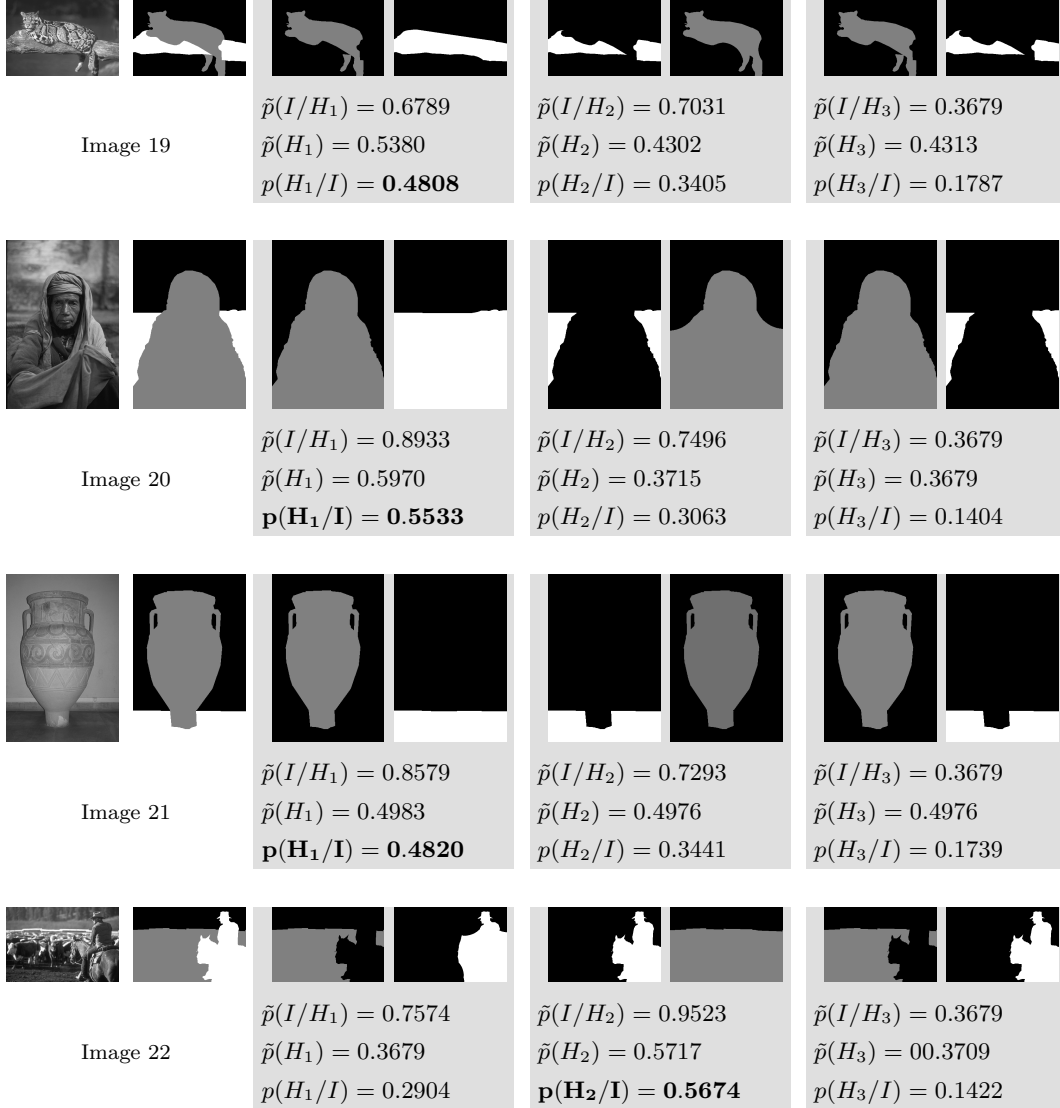 p̃(I/H₁) = 0.6789
p̃(I/H₂) = 0.7031
p̃(I/H₃) = 0.3679
Image 19
p̃(H₁) = 0.5380
p̃(H₂) = 0.4302
p̃(H₃) = 0.4313
p(H₁/I) = 0.4808
p(H₂/I) = 0.3405
p(H₃/I) = 0.1787
p̃(I/H₁) = 0.8933
p̃(I/H₂) = 0.7496
p̃(I/H₃) = 0.3679
Image 20
p̃(H₁) = 0.5970
p̃(H₂) = 0.3715
p̃(H₃) = 0.3679
p(H₁/I) = 0.5533
p(H₂/I) = 0.3063
p(H₃/I) = 0.1404
p̃(I/H₁) = 0.8579
p̃(I/H₂) = 0.7293
p̃(I/H₃) = 0.3679
Image 21
p̃(H₁) = 0.4983
p̃(H₂) = 0.4976
p̃(H₃) = 0.4976
p(H₁/I) = 0.4820
p(H₂/I) = 0.3441
p(H₃/I) = 0.1739
p̃(I/H₁) = 0.7574
p̃(I/H₂) = 0.9523
p̃(I/H₃) = 0.3679
Image 22
p̃(H₁) = 0.3679
p̃(H₂) = 0.5717
p̃(H₃) = 00.3709
p(H₁/I) = 0.2904
p(H₂/I) = 0.5674
p(H₃/I) = 0.1422